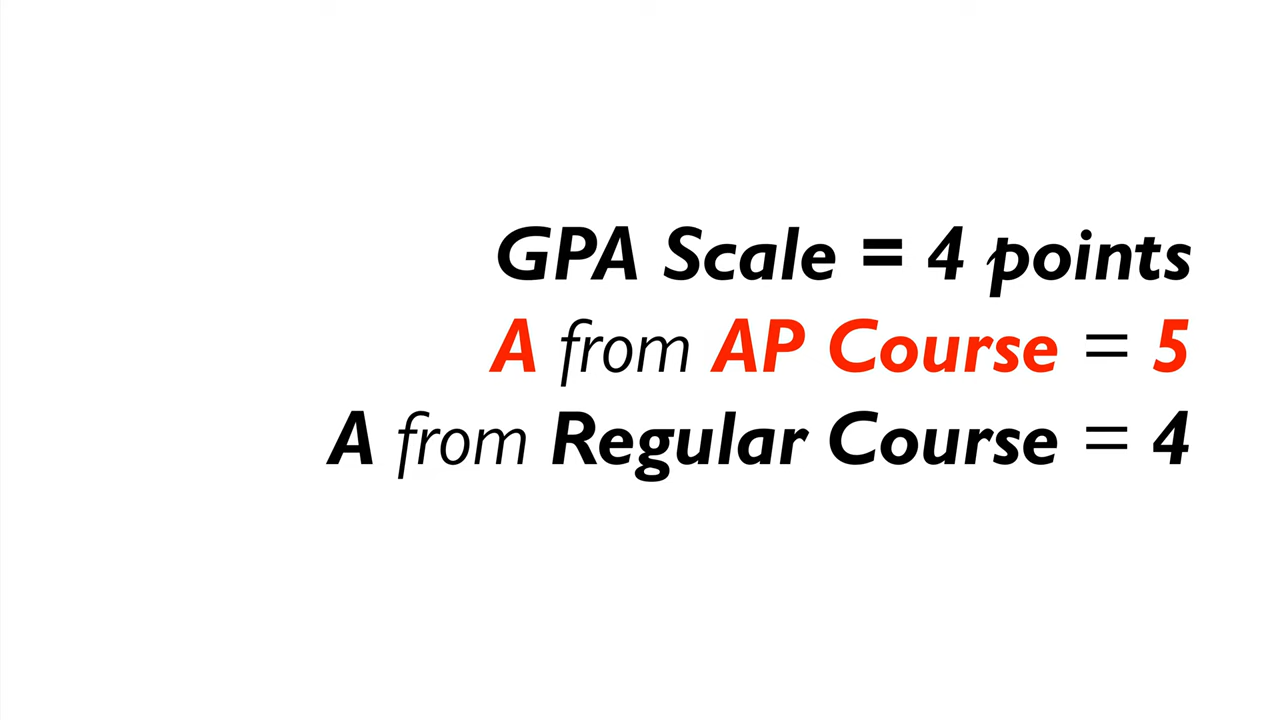 GPA Scale = 4 points
A from AP Course = 5
A from Regular Course = 4